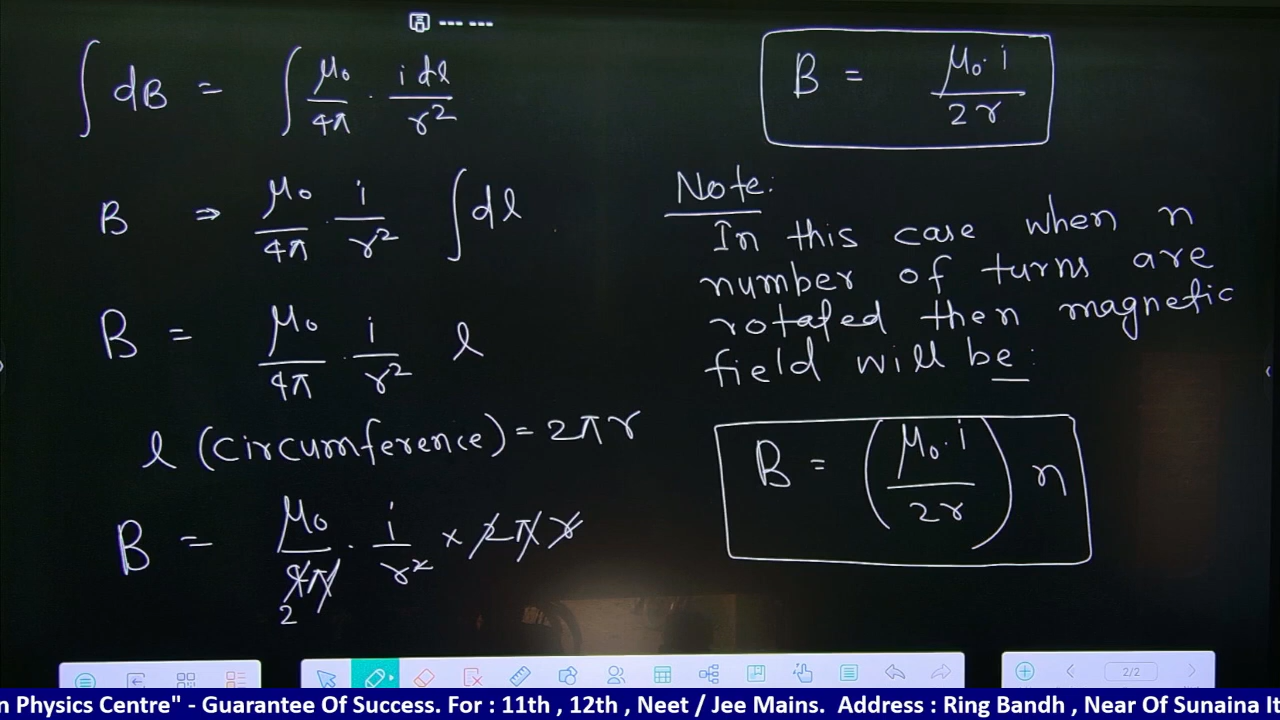 ∫ dB = ∫ μ₀/4π · i dl/r²
B ⇒ μ₀/4π · i/r² ∫ dl
B = μ₀/4π · i/r² l
l (circumference) = 2πr
B = μ₀/4π · i/r² × 2πr
2
B = μ₀·i/2r
Note:
In this case when n
number of turns are
rotated then magnetic
field will be:
B = (μ₀·i/2r) n
2/2
n Physics Centre" - Guarantee Of Success. For : 11th , 12th , Neet / Jee Mains. Address : Ring Bandh , Near Of Sunaina It